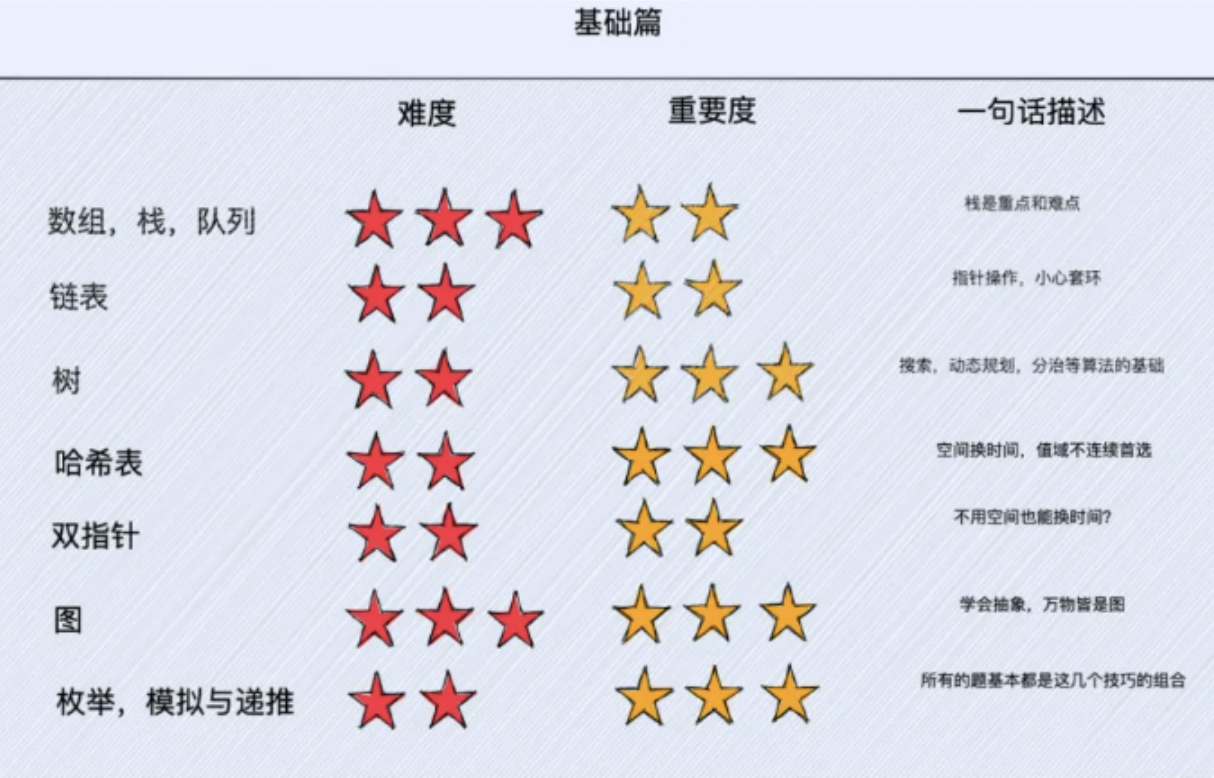 基础篇
难度 重要度 一句话描述
数组，栈，队列 栈是重点和难点
链表 指针操作，小心套环
树 搜索，动态规划，分治等算法的基础
哈希表 空间换时间，值域不连续首选
双指针 不用空间也能换时间？
图 学会抽象，万物皆是图
枚举，模拟与递推 所有的题基本都是这几个技巧的组合